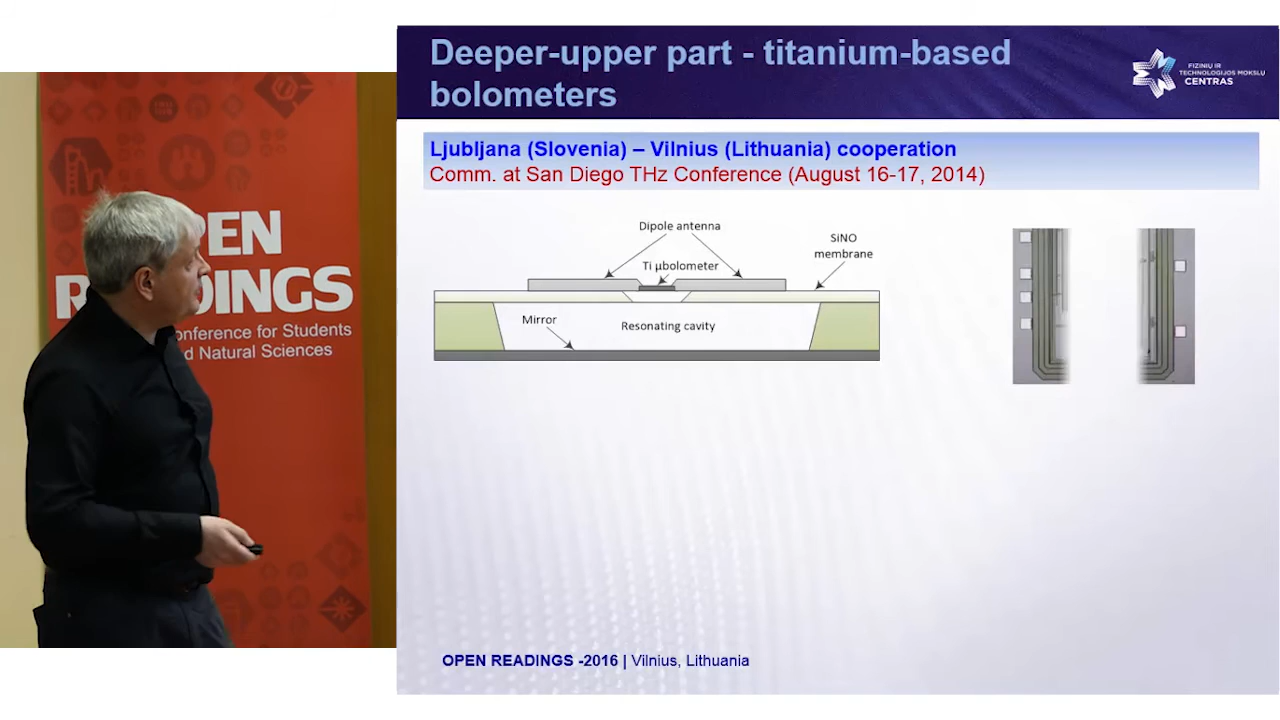 OPEN
READINGS
onference for Students
d Natural Sciences
Deeper-upper part - titanium-based
bolometers
FIZINIŲ IR
TECHNOLOGIJOS MOKSLŲ
CENTRAS
Ljubljana (Slovenia) – Vilnius (Lithuania) cooperation
Comm. at San Diego THz Conference (August 16-17, 2014)
Dipole antenna
SiNO
membrane
Ti µbolometer
Mirror
Resonating cavity
OPEN READINGS -2016 | Vilnius, Lithuania